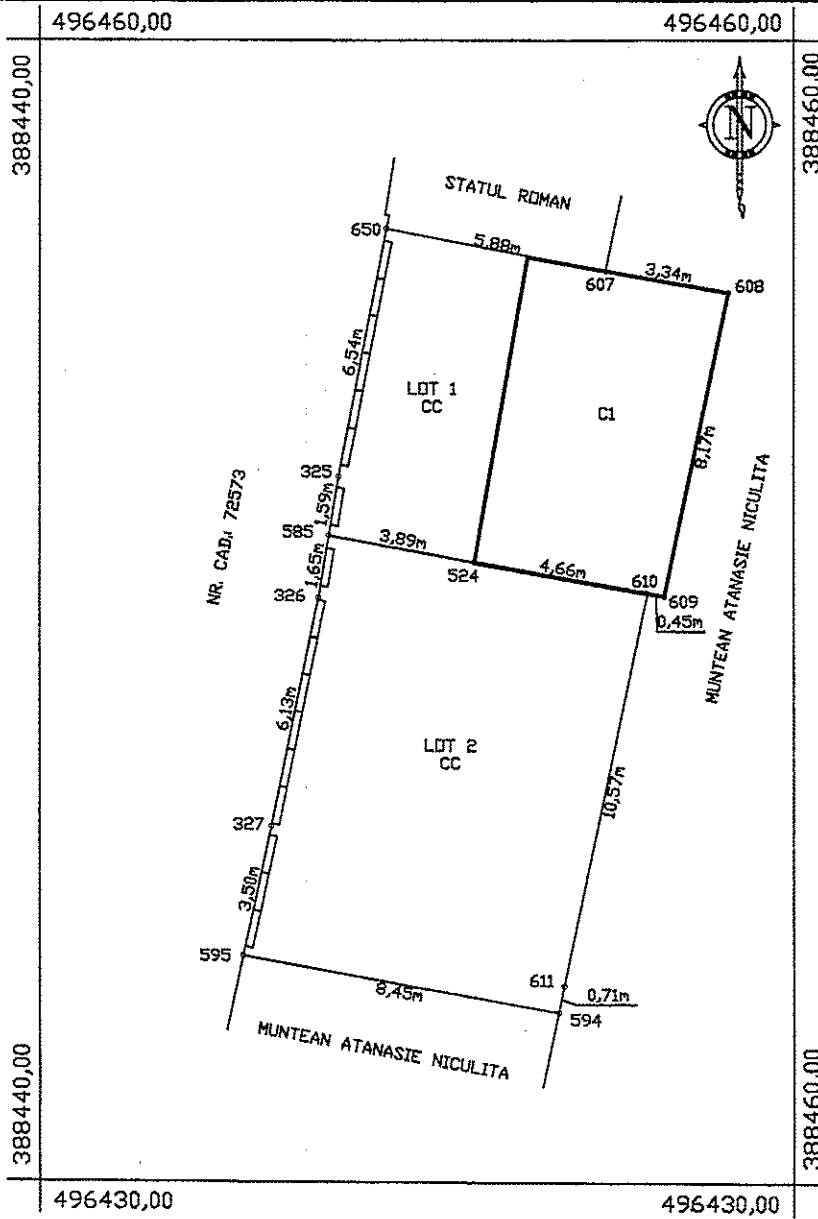 496460,00
496460,00
388440,00
388460,00
N
STATUL ROMAN
650
5,88m
607
3,34m
608
6,54m
LOT 1
CC
C1
8,17m
MUNTEAN ATANASIE NICULITA
NR. CAD.: 72573
325
1,59m
585
3,89m
524
4,66m
610
609
0,45m
1,65m
326
6,13m
LOT 2
CC
10,57m
327
3,50m
595
8,45m
611
0,71m
594
MUNTEAN ATANASIE NICULITA
388440,00
388460,00
496430,00
496430,00